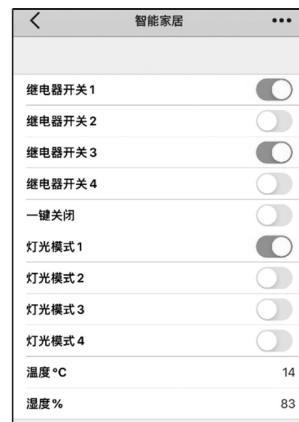 智能家居
继电器开关1
继电器开关2
继电器开关3
继电器开关4
一键关闭
灯光模式1
灯光模式2
灯光模式3
灯光模式4
温度°C 14
湿度% 83